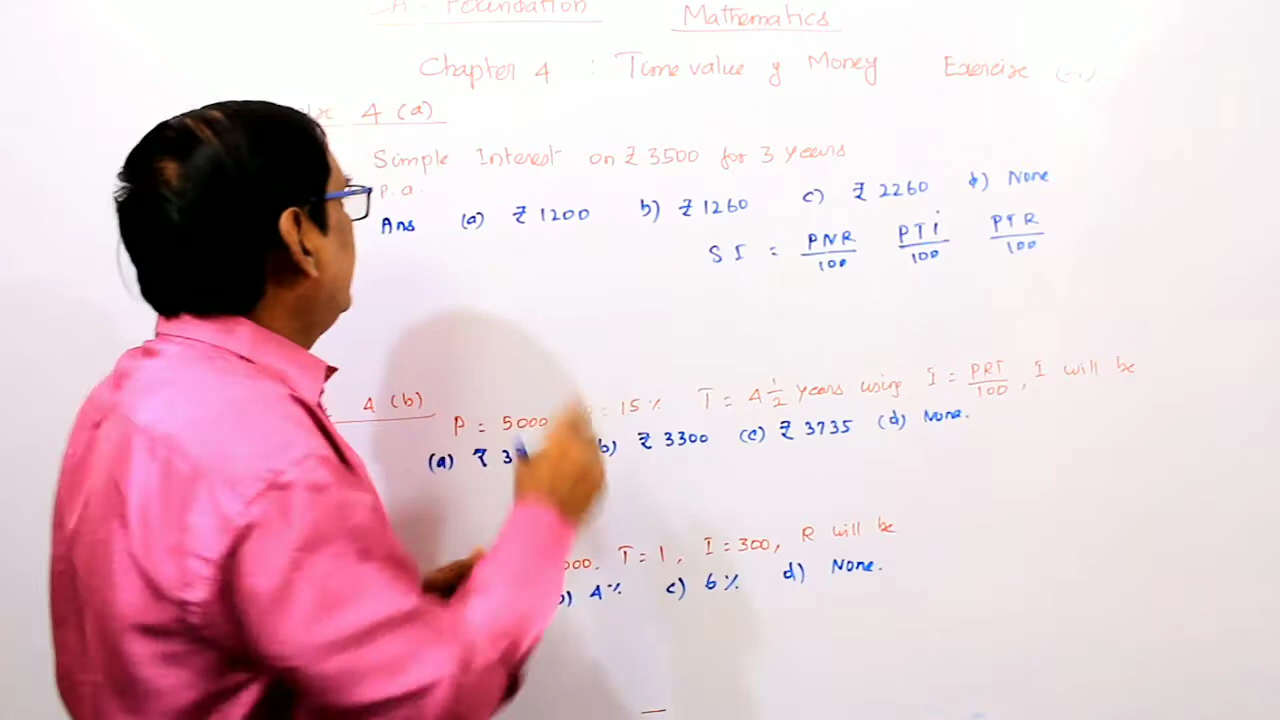 Foundation Mathematics
Chapter 4 : Time value of Money Exercise
4 (a)
Simple Interest on ₹ 3500 for 3 years
p.a.
Ans (a) ₹ 1200 b) ₹ 1260 c) ₹ 2260 d) None
S I = PNR/100 PTi/100 PTR/100
4 (b)
P = 5000 = 15% T = 4 1/2 years using I = PRT/100, I will be
(a) ₹ 3 b) ₹ 3300 (c) ₹ 3735 (d) None.
000. T = 1, I = 300, R will be
b) 4% c) 6% d) None.